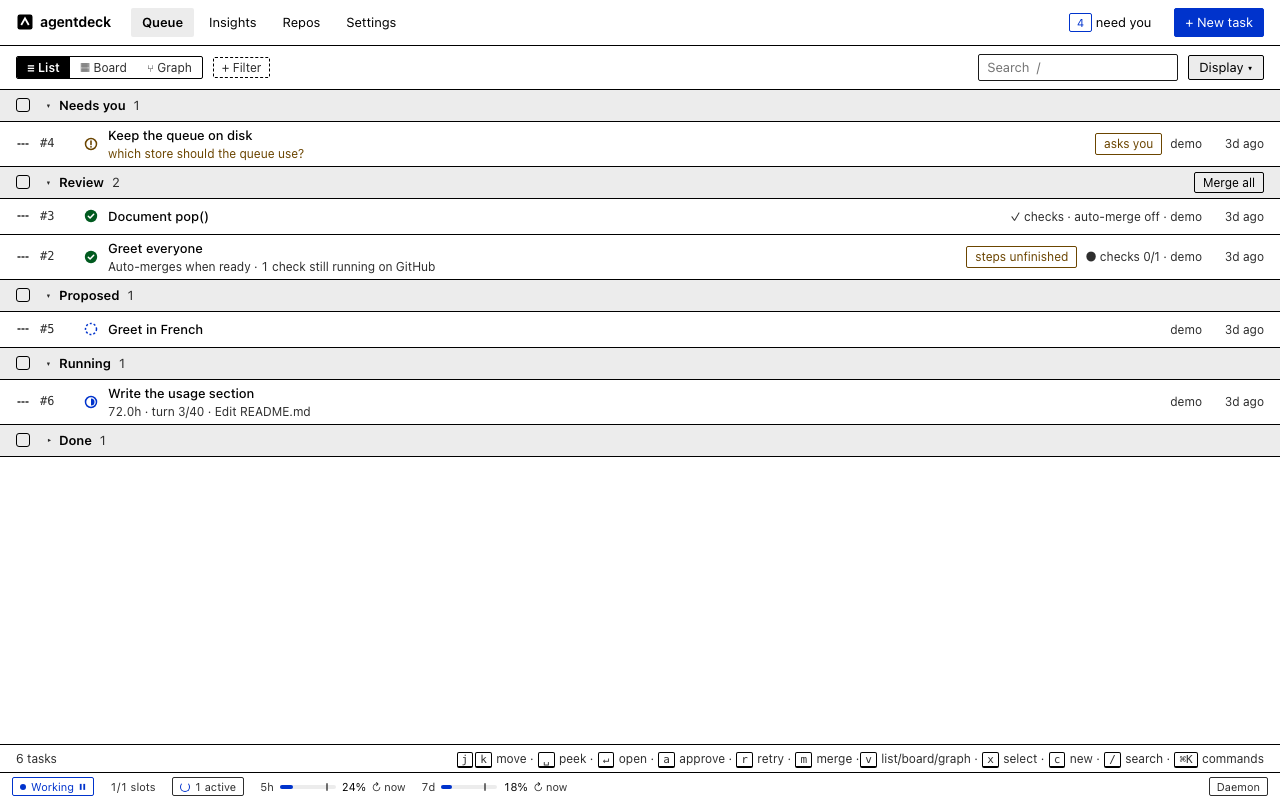 agentdeck Queue Insights Repos Settings 4 need you + New task
List Board Graph + Filter Search / Display
Needs you 1
#4 Keep the queue on disk
which store should the queue use? asks you demo 3d ago
Review 2 Merge all
#3 Document pop() ✓ checks · auto-merge off · demo 3d ago
#2 Greet everyone
Auto-merges when ready · 1 check still running on GitHub steps unfinished ● checks 0/1 · demo 3d ago
Proposed 1
#5 Greet in French demo 3d ago
Running 1
#6 Write the usage section
72.0h · turn 3/40 · Edit README.md demo 3d ago
Done 1
6 tasks j k move · ␣ peek · ↵ open · a approve · r retry · m merge · v list/board/graph · x select · c new · / search · ⌘K commands
Working 1/1 slots 1 active 5h 24% ↻ now 7d 18% ↻ now Daemon